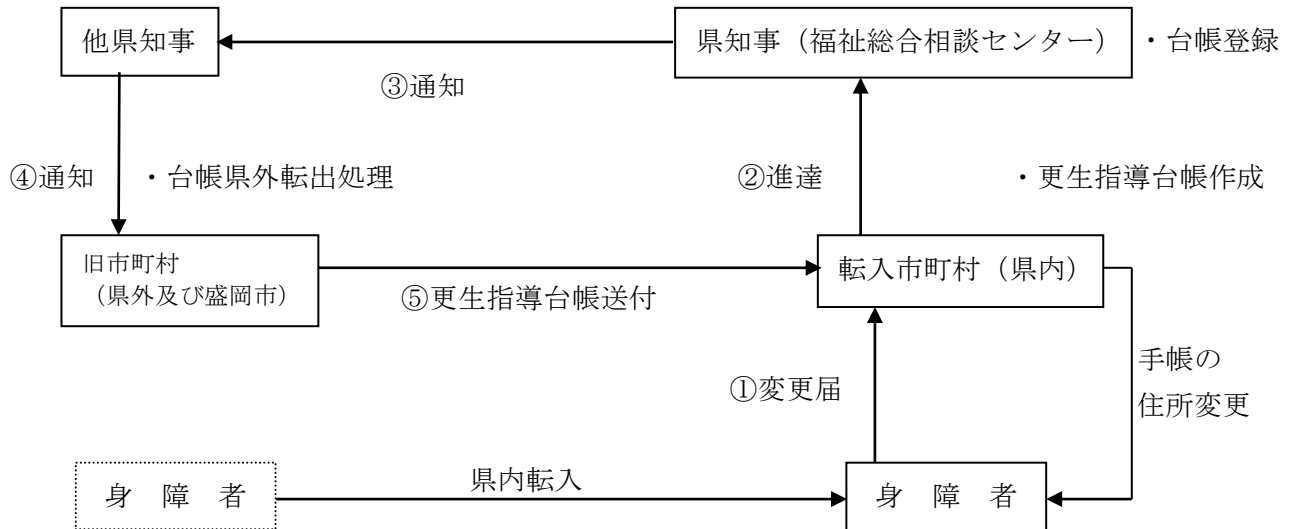 他県知事
県知事（福祉総合相談センター）
・台帳登録
③通知
④通知
・台帳県外転出処理
②進達
・更生指導台帳作成
旧市町村
（県外及び盛岡市）
転入市町村（県内）
⑤更生指導台帳送付
①変更届
手帳の
住所変更
身　障　者
県内転入
身　障　者